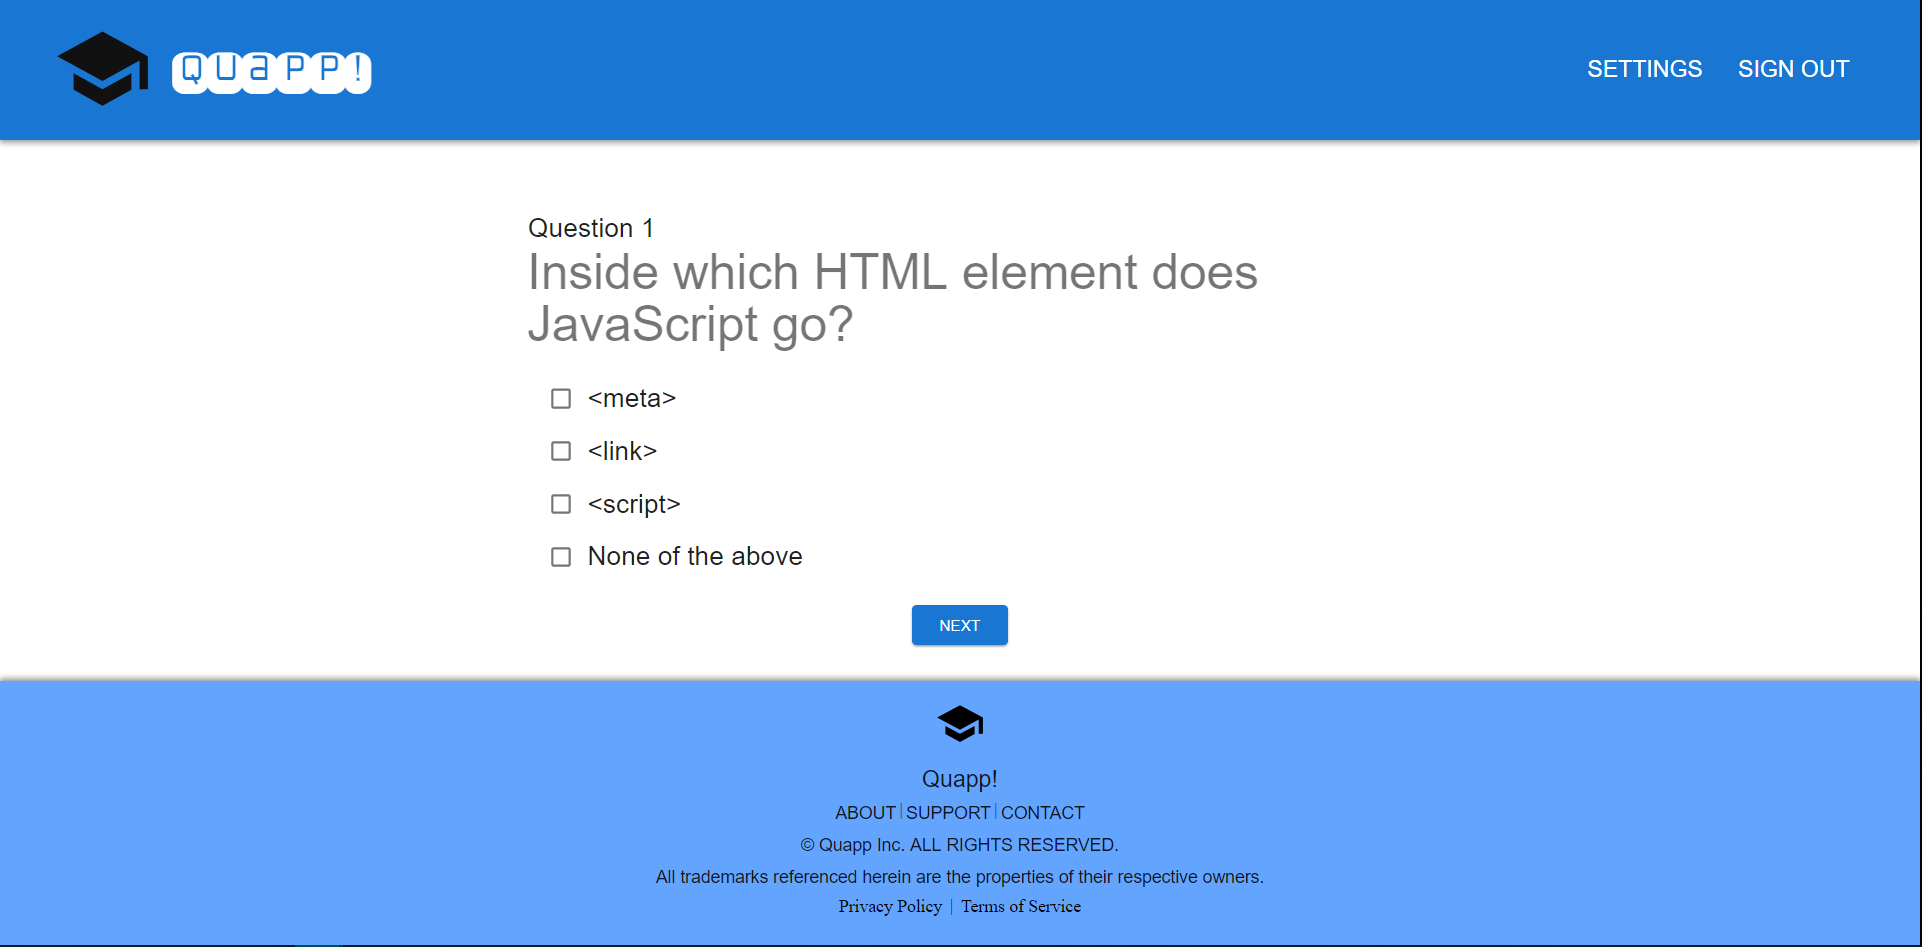 Quapp!
SETTINGS SIGN OUT
Question 1
Inside which HTML element does
JavaScript go?
<meta>
<link>
<script>
None of the above
NEXT
Quapp!
ABOUT | SUPPORT | CONTACT
© Quapp Inc. ALL RIGHTS RESERVED.
All trademarks referenced herein are the properties of their respective owners.
Privacy Policy | Terms of Service